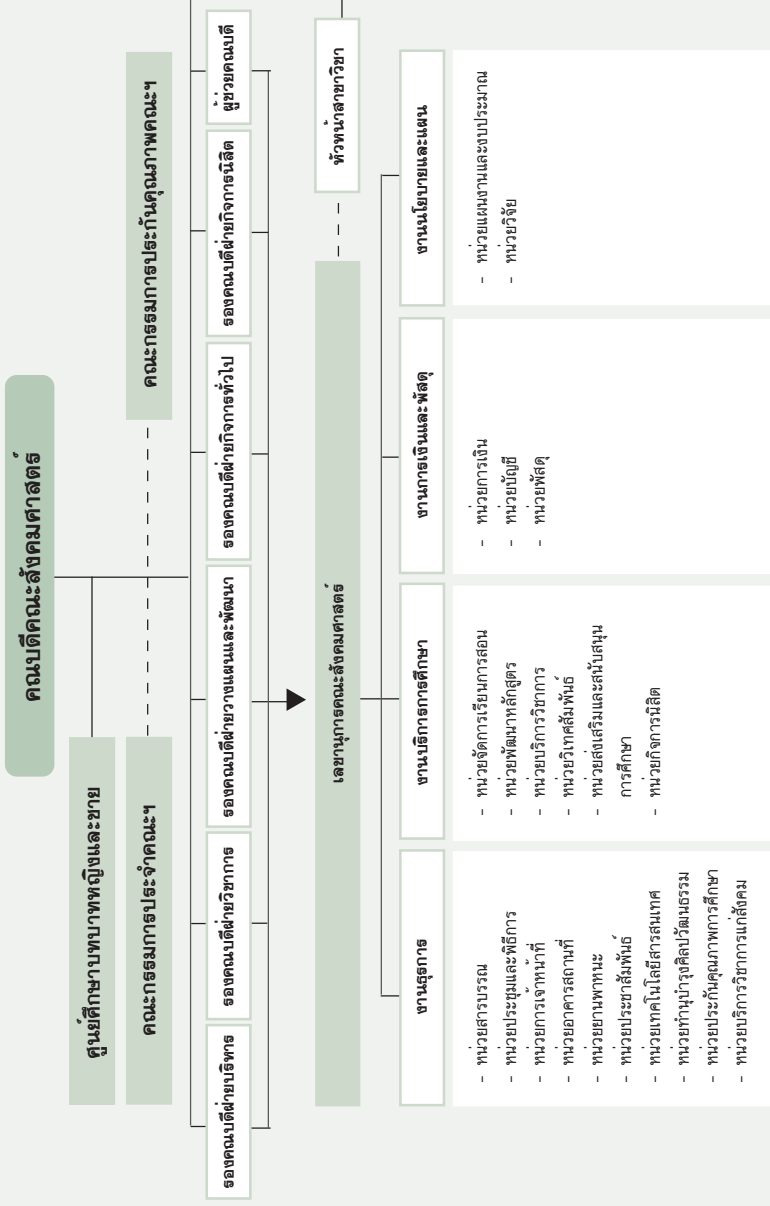 คณบดีคณะสังคมศาสตร์
ศูนย์ศึกษาบทบาทหญิงและชาย
คณะกรรมการประจำคณะฯ
คณะกรรมการประกันคุณภาพคณะฯ
รองคณบดีฝ่ายบริหาร
รองคณบดีฝ่ายวิชาการ
รองคณบดีฝ่ายวางแผนและพัฒนา
รองคณบดีฝ่ายกิจการทั่วไป
รองคณบดีฝ่ายกิจการนิสิต
ผู้ช่วยคณบดี
เลขานุการคณะสังคมศาสตร์
หัวหน้าสาขาวิชา
งานธุรการ
- หน่วยสารบรรณ
- หน่วยประชุมและพิธีการ
- หน่วยการเจ้าหน้าที่
- หน่วยอาคารสถานที่
- หน่วยยานพาหนะ
- หน่วยประชาสัมพันธ์
- หน่วยเทคโนโลยีสารสนเทศ
- หน่วยทำนุบำรุงศิลปวัฒนธรรม
- หน่วยประกันคุณภาพการศึกษา
- หน่วยบริการวิชาการแก่สังคม
งานบริการการศึกษา
- หน่วยจัดการเรียนการสอน
- หน่วยพัฒนาหลักสูตร
- หน่วยบริการวิชาการ
- หน่วยวิเทศสัมพันธ์
- หน่วยส่งเสริมและสนับสนุน
การศึกษา
- หน่วยกิจการนิสิต
งานการเงินและพัสดุ
- หน่วยการเงิน
- หน่วยบัญชี
- หน่วยพัสดุ
งานนโยบายและแผน
- หน่วยแผนงานและงบประมาณ
- หน่วยวิจัย